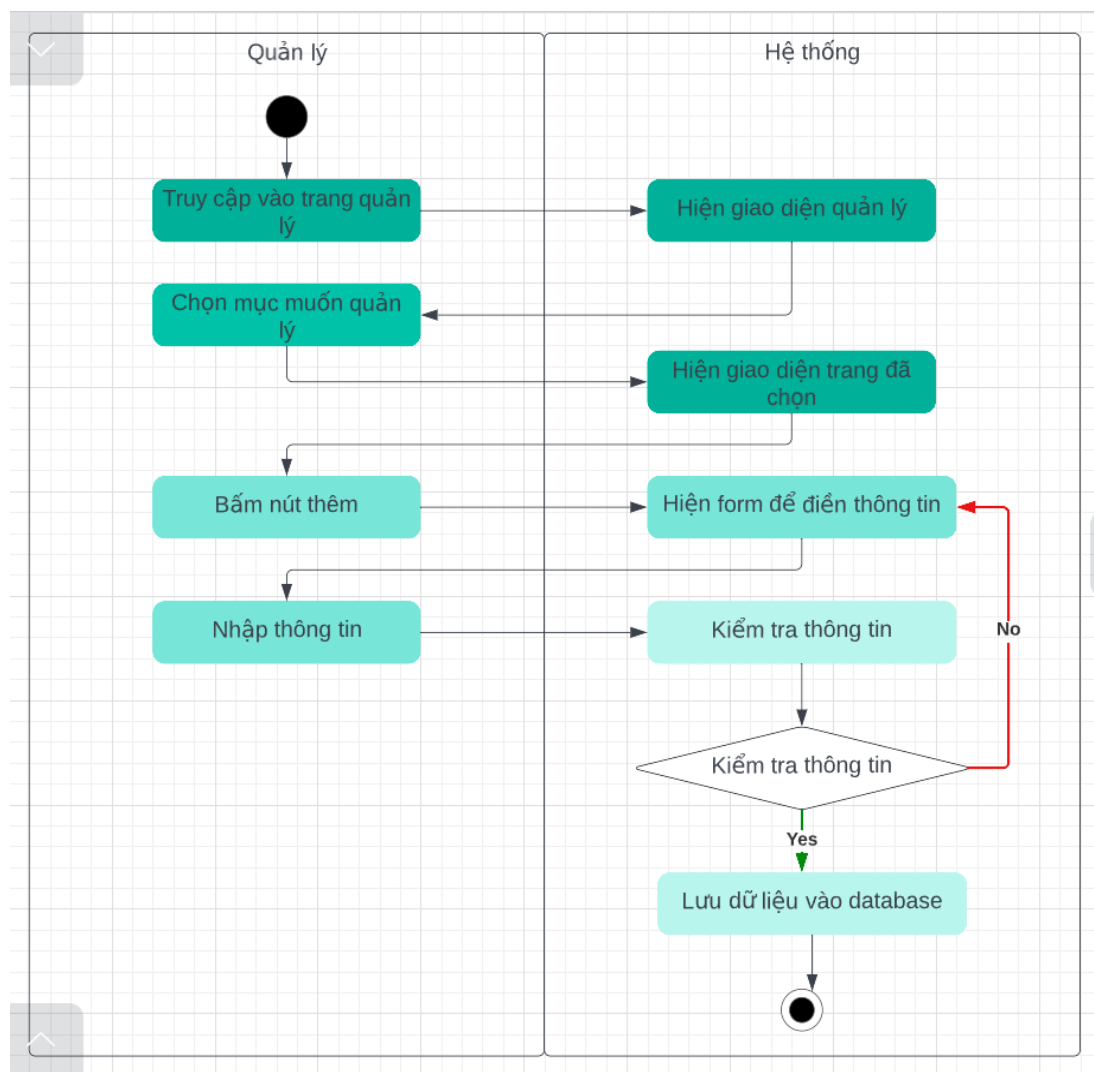 Quản lý
Hệ thống
Truy cập vào trang quản
lý
Hiện giao diện quản lý
Chọn mục muốn quản
lý
Hiện giao diện trang đã
chọn
Bấm nút thêm
Hiện form để điền thông tin
Nhập thông tin
Kiểm tra thông tin
No
Kiểm tra thông tin
Yes
Lưu dữ liệu vào database